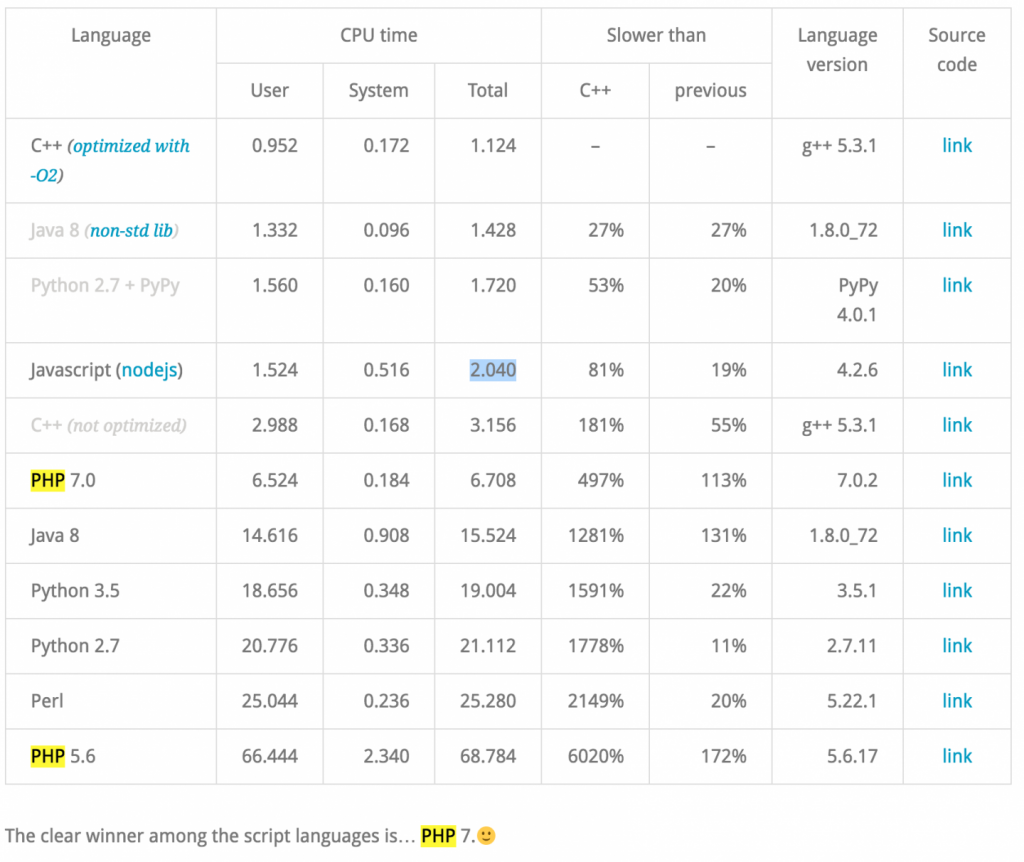 Language CPU time Slower than Language version Source code
User System Total C++ previous
C++ (optimized with -O2) 0.952 0.172 1.124 – – g++ 5.3.1 link
Java 8 (non-std lib) 1.332 0.096 1.428 27% 27% 1.8.0_72 link
Python 2.7 + PyPy 1.560 0.160 1.720 53% 20% PyPy 4.0.1 link
Javascript (nodejs) 1.524 0.516 2.040 81% 19% 4.2.6 link
C++ (not optimized) 2.988 0.168 3.156 181% 55% g++ 5.3.1 link
PHP 7.0 6.524 0.184 6.708 497% 113% 7.0.2 link
Java 8 14.616 0.908 15.524 1281% 131% 1.8.0_72 link
Python 3.5 18.656 0.348 19.004 1591% 22% 3.5.1 link
Python 2.7 20.776 0.336 21.112 1778% 11% 2.7.11 link
Perl 25.044 0.236 25.280 2149% 20% 5.22.1 link
PHP 5.6 66.444 2.340 68.784 6020% 172% 5.6.17 link
The clear winner among the script languages is… PHP 7.🙂